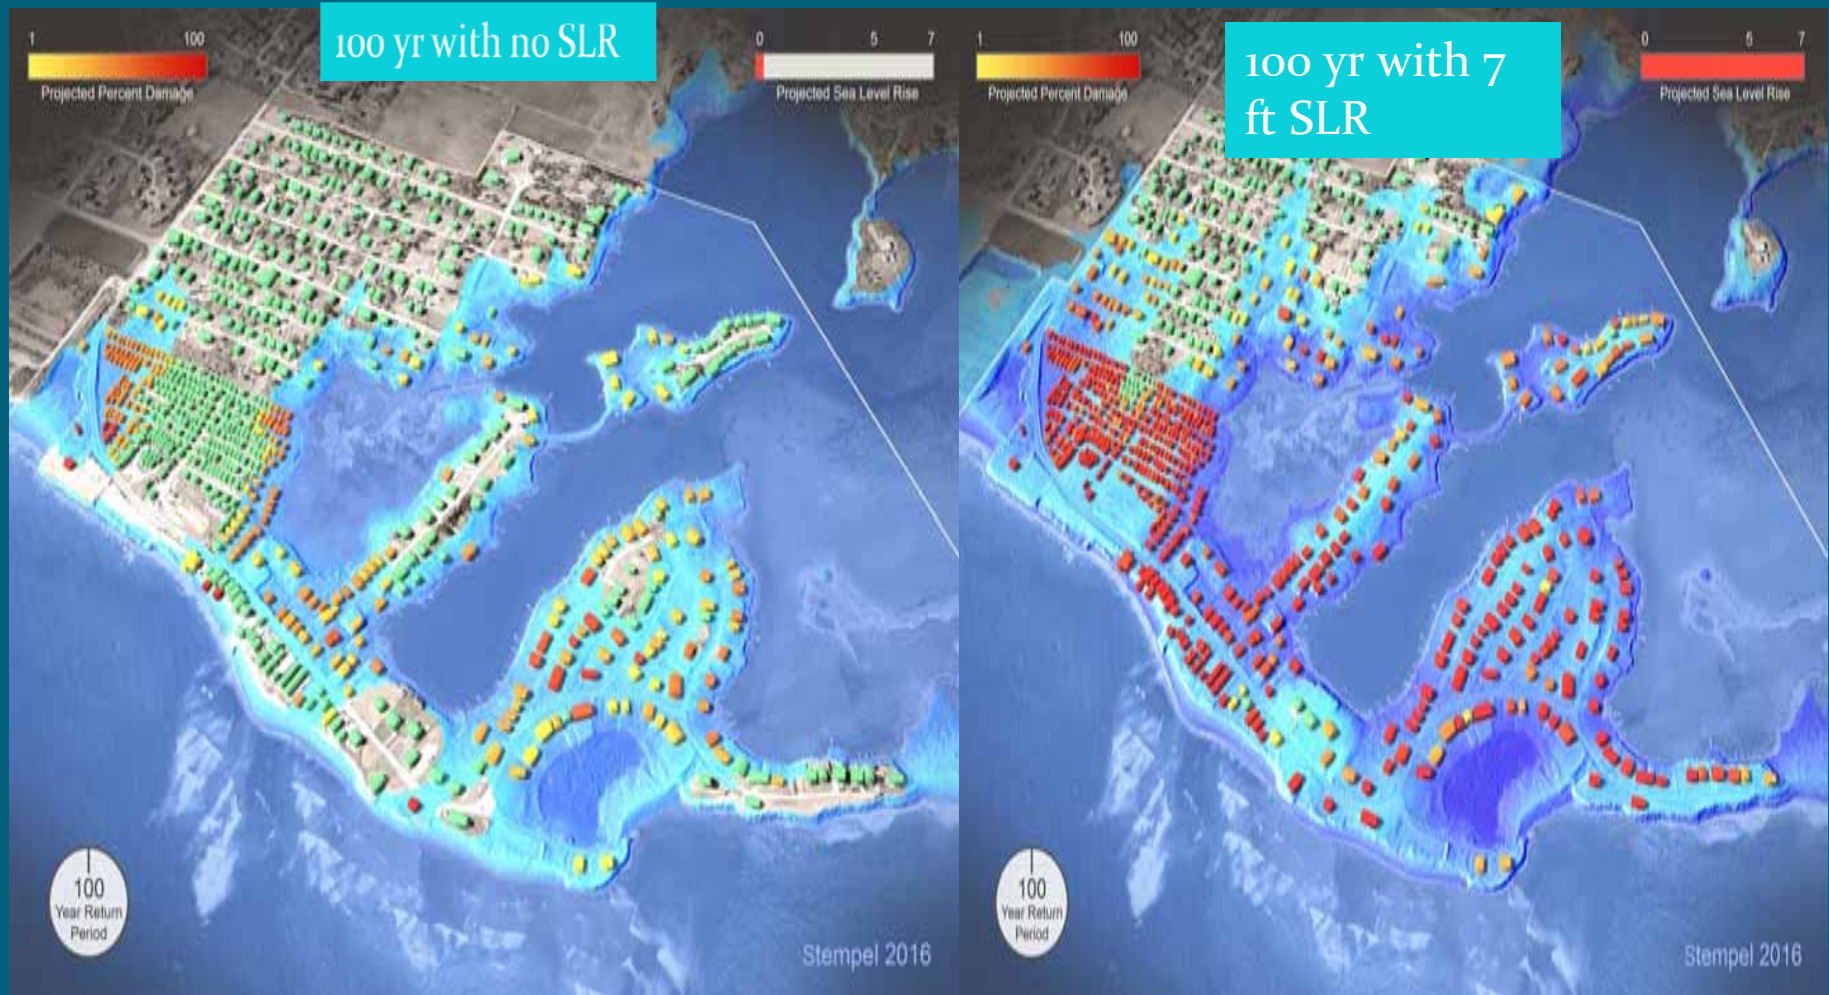 100 yr with no SLR
1 100
Projected Percent Damage
0 5 7
Projected Sea Level Rise
100
Year Return
Period
Stempel 2016
100 yr with 7
ft SLR
1 100
Projected Percent Damage
0 5 7
Projected Sea Level Rise
100
Year Return
Period
Stempel 2016